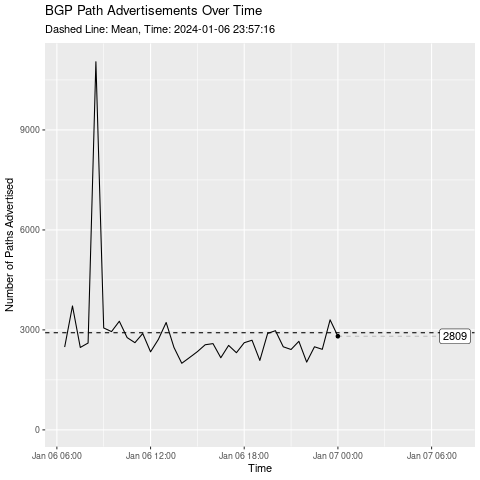 BGP Path Advertisements Over Time
Dashed Line: Mean, Time: 2024-01-06 23:57:16
Number of Paths Advertised
9000
6000
3000
0
2809
Jan 06 06:00
Jan 06 12:00
Jan 06 18:00
Jan 07 00:00
Jan 07 06:00
Time